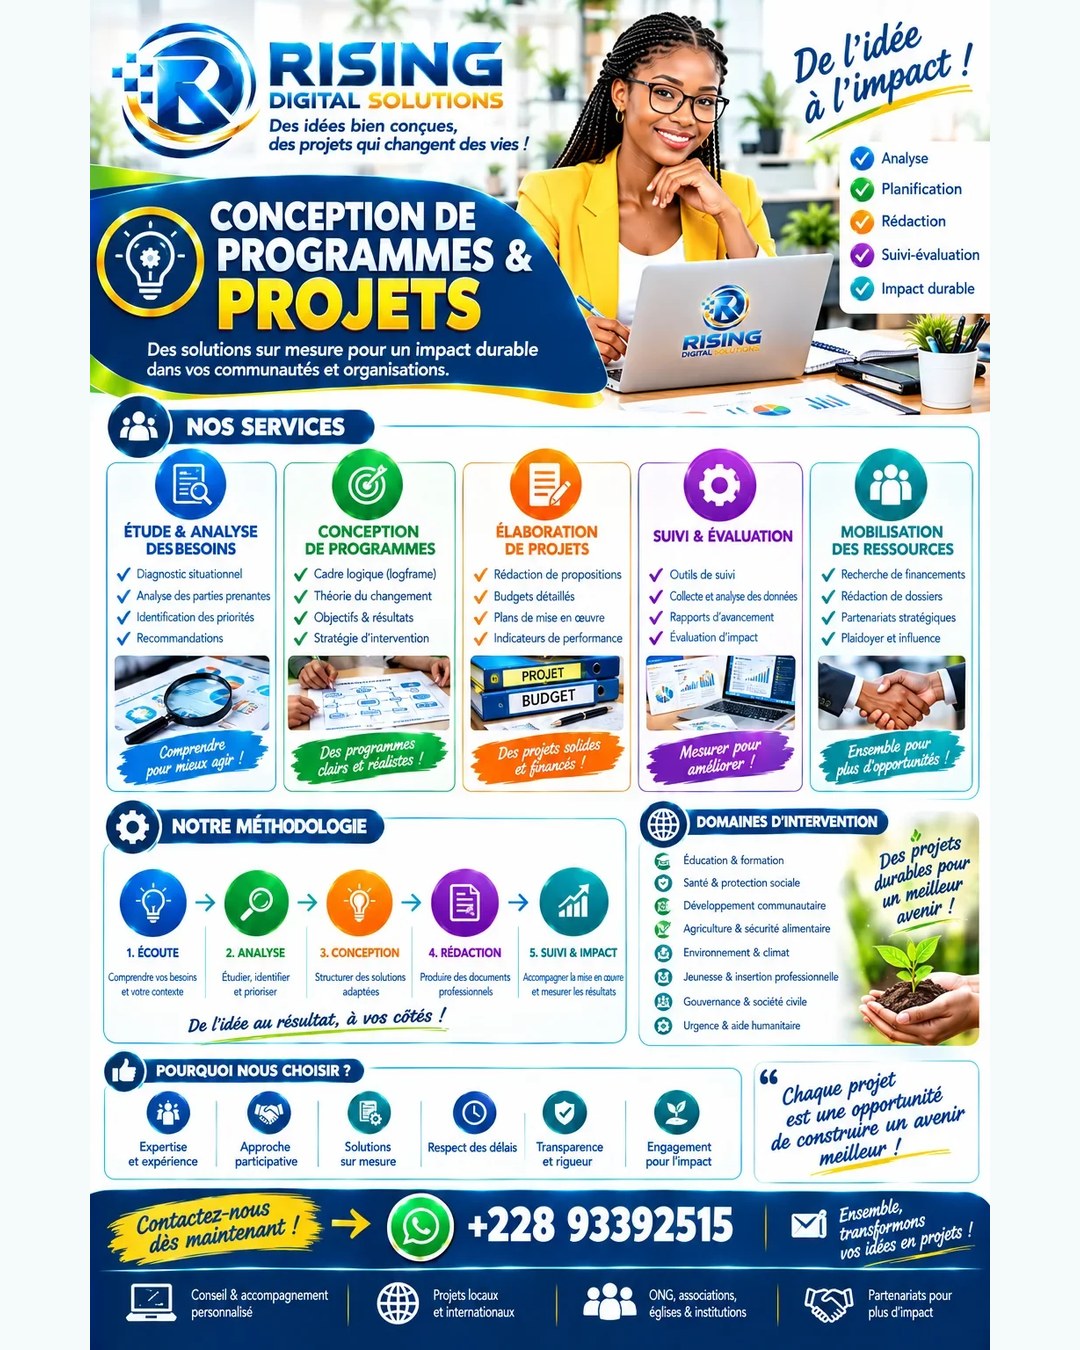 RISING
DIGITAL SOLUTIONS
Des idées bien conçues,
des projets qui changent des vies !
De l'idée
à l'impact !
Analyse
Planification
Rédaction
Suivi-évaluation
Impact durable
CONCEPTION DE
PROGRAMMES &
PROJETS
Des solutions sur mesure pour un impact durable
dans vos communautés et organisations.
RISING
DIGITAL SOLUTIONS
NOS SERVICES
ÉTUDE & ANALYSE
DES BESOINS
Diagnostic situationnel
Analyse des parties prenantes
Identification des priorités
Recommandations
Comprendre
pour mieux agir !
CONCEPTION
DE PROGRAMMES
Cadre logique (logframe)
Théorie du changement
Objectifs & résultats
Stratégie d'intervention
Des programmes
clairs et réalistes !
ÉLABORATION
DE PROJETS
Rédaction de propositions
Budgets détaillés
Plans de mise en œuvre
Indicateurs de performance
PROJET
BUDGET
Des projets solides
et financés !
SUIVI & ÉVALUATION
Outils de suivi
Collecte et analyse des données
Rapports d'avancement
Évaluation d'impact
Mesurer pour
améliorer !
MOBILISATION
DES RESSOURCES
Recherche de financements
Rédaction de dossiers
Partenariats stratégiques
Plaidoyer et influence
Ensemble pour
plus d'opportunités !
NOTRE MÉTHODOLOGIE
1. ÉCOUTE
Comprendre vos besoins
et votre contexte
2. ANALYSE
Étudier, identifier
et prioriser
3. CONCEPTION
Structurer des solutions
adaptées
4. RÉDACTION
Produire des documents
professionnels
5. SUIVI & IMPACT
Accompagner la mise en œuvre
et mesurer les résultats
De l'idée au résultat, à vos côtés !
DOMAINES D'INTERVENTION
Éducation & formation
Santé & protection sociale
Développement communautaire
Agriculture & sécurité alimentaire
Environnement & climat
Jeunesse & insertion professionnelle
Gouvernance & société civile
Urgence & aide humanitaire
Des projets
durables pour
un meilleur
avenir !
POURQUOI NOUS CHOISIR ?
Expertise
et expérience
Approche
participative
Solutions
sur mesure
Respect des délais
Transparence
et rigueur
Engagement
pour l'impact
“ Chaque projet
est une opportunité
de construire un avenir
meilleur !
Contactez-nous
dès maintenant !
+228 93392515
Ensemble,
transformons
vos idées en projets !
Conseil & accompagnement
personnalisé
Projets locaux
et internationaux
ONG, associations,
églises & institutions
Partenariats pour
plus d'impact